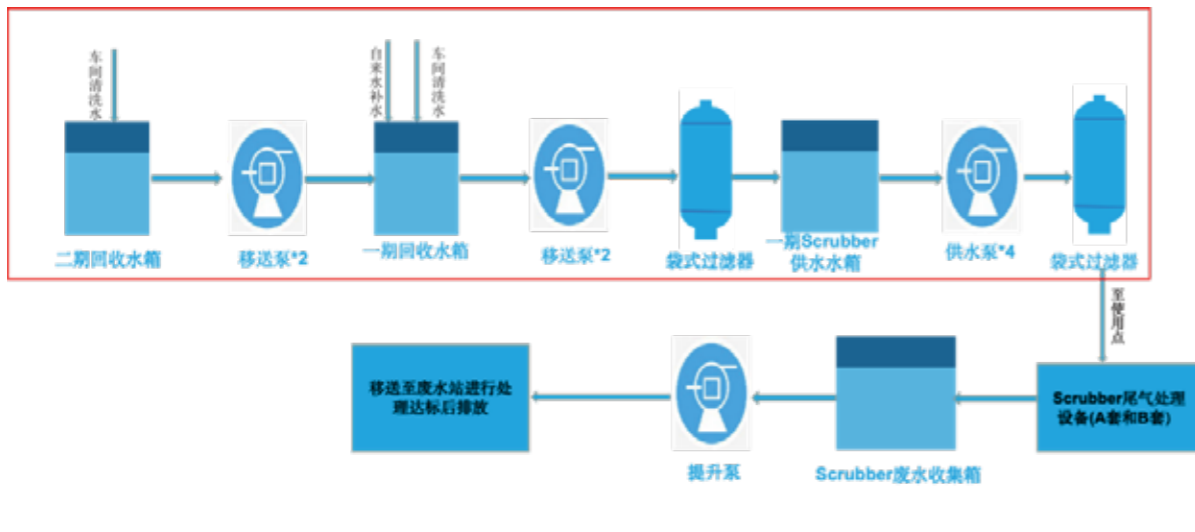 车间清洗水
自来水补水
车间清洗水
二期回收水箱
移送泵*2
一期回收水箱
移送泵*2
袋式过滤器
一期Scrubber
供水水箱
供水泵*4
袋式过滤器
至使用点
移送至废水站进行处
理达标后排放
提升泵
Scrubber废水收集箱
Scrubber尾气处理
设备(A套和B套)